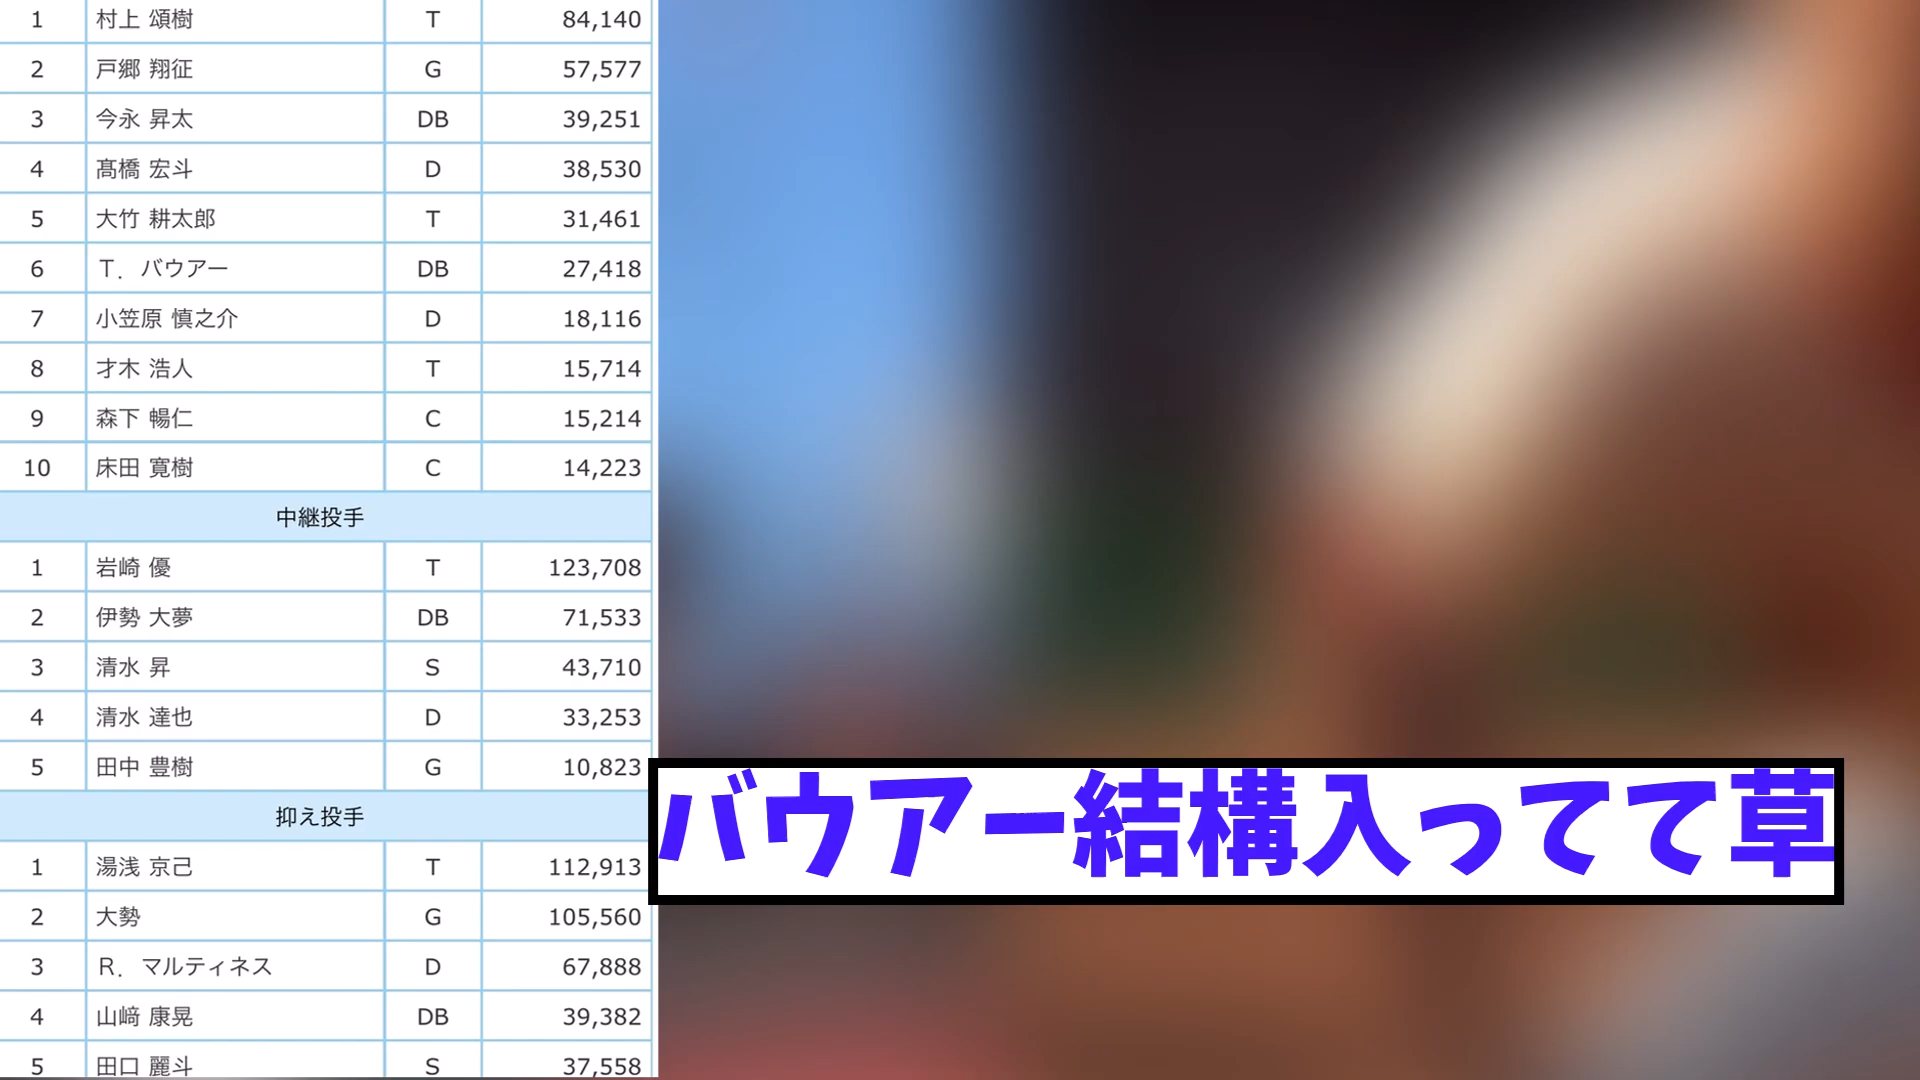 1 村上 頌樹 T 84,140
2 戸郷 翔征 G 57,577
3 今永 昇太 DB 39,251
4 髙橋 宏斗 D 38,530
5 大竹 耕太郎 T 31,461
6 Ｔ．バウアー DB 27,418
7 小笠原 慎之介 D 18,116
8 才木 浩人 T 15,714
9 森下 暢仁 C 15,214
10 床田 寛樹 C 14,223
中継投手
1 岩崎 優 T 123,708
2 伊勢 大夢 DB 71,533
3 清水 昇 S 43,710
4 清水 達也 D 33,253
5 田中 豊樹 G 10,823
抑え投手
1 湯浅 京己 T 112,913
2 大勢 G 105,560
3 Ｒ．マルティネス D 67,888
4 山﨑 康晃 DB 39,382
5 田口 麗斗 S 37,558
バウアー結構入ってて草